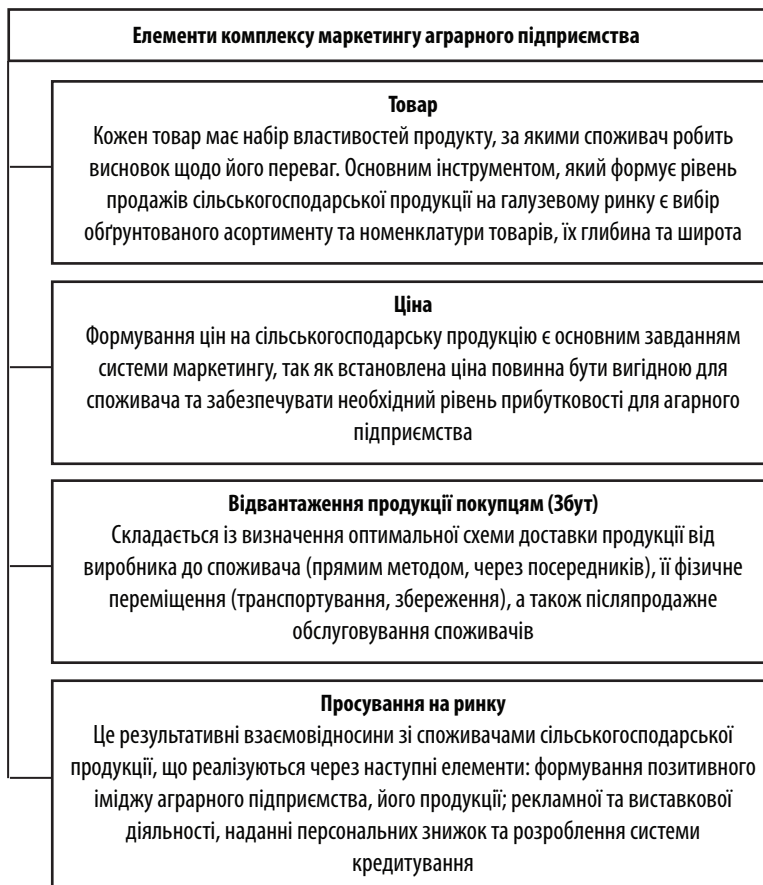 Елементи комплексу маркетингу аграрного підприємства
Товар
Кожен товар має набір властивостей продукту, за якими споживач робить
висновок щодо його переваг. Основним інструментом, який формує рівень
продажів сільськогосподарської продукції на галузевому ринку є вибір
обґрунтованого асортименту та номенклатури товарів, їх глибина та широта
Ціна
Формування цін на сільськогосподарську продукцію є основним завданням
системи маркетингу, так як встановлена ціна повинна бути вигідною для
споживача та забезпечувати необхідний рівень прибутковості для агарного
підприємства
Відвантаження продукції покупцям (Збут)
Складається із визначення оптимальної схеми доставки продукції від
виробника до споживача (прямим методом, через посередників), її фізичне
переміщення (транспортування, збереження), а також післяпродажне
обслуговування споживачів
Просування на ринку
Це результативні взаємовідносини зі споживачами сільськогосподарської
продукції, що реалізуються через наступні елементи: формування позитивного
іміджу аграрного підприємства, його продукції; рекламної та виставкової
діяльності, наданні персональних знижок та розроблення системи
кредитування